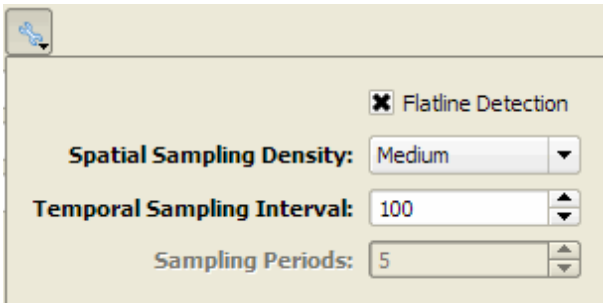 Flatline Detection
Spatial Sampling Density: Medium
Temporal Sampling Interval: 100
Sampling Periods: 5